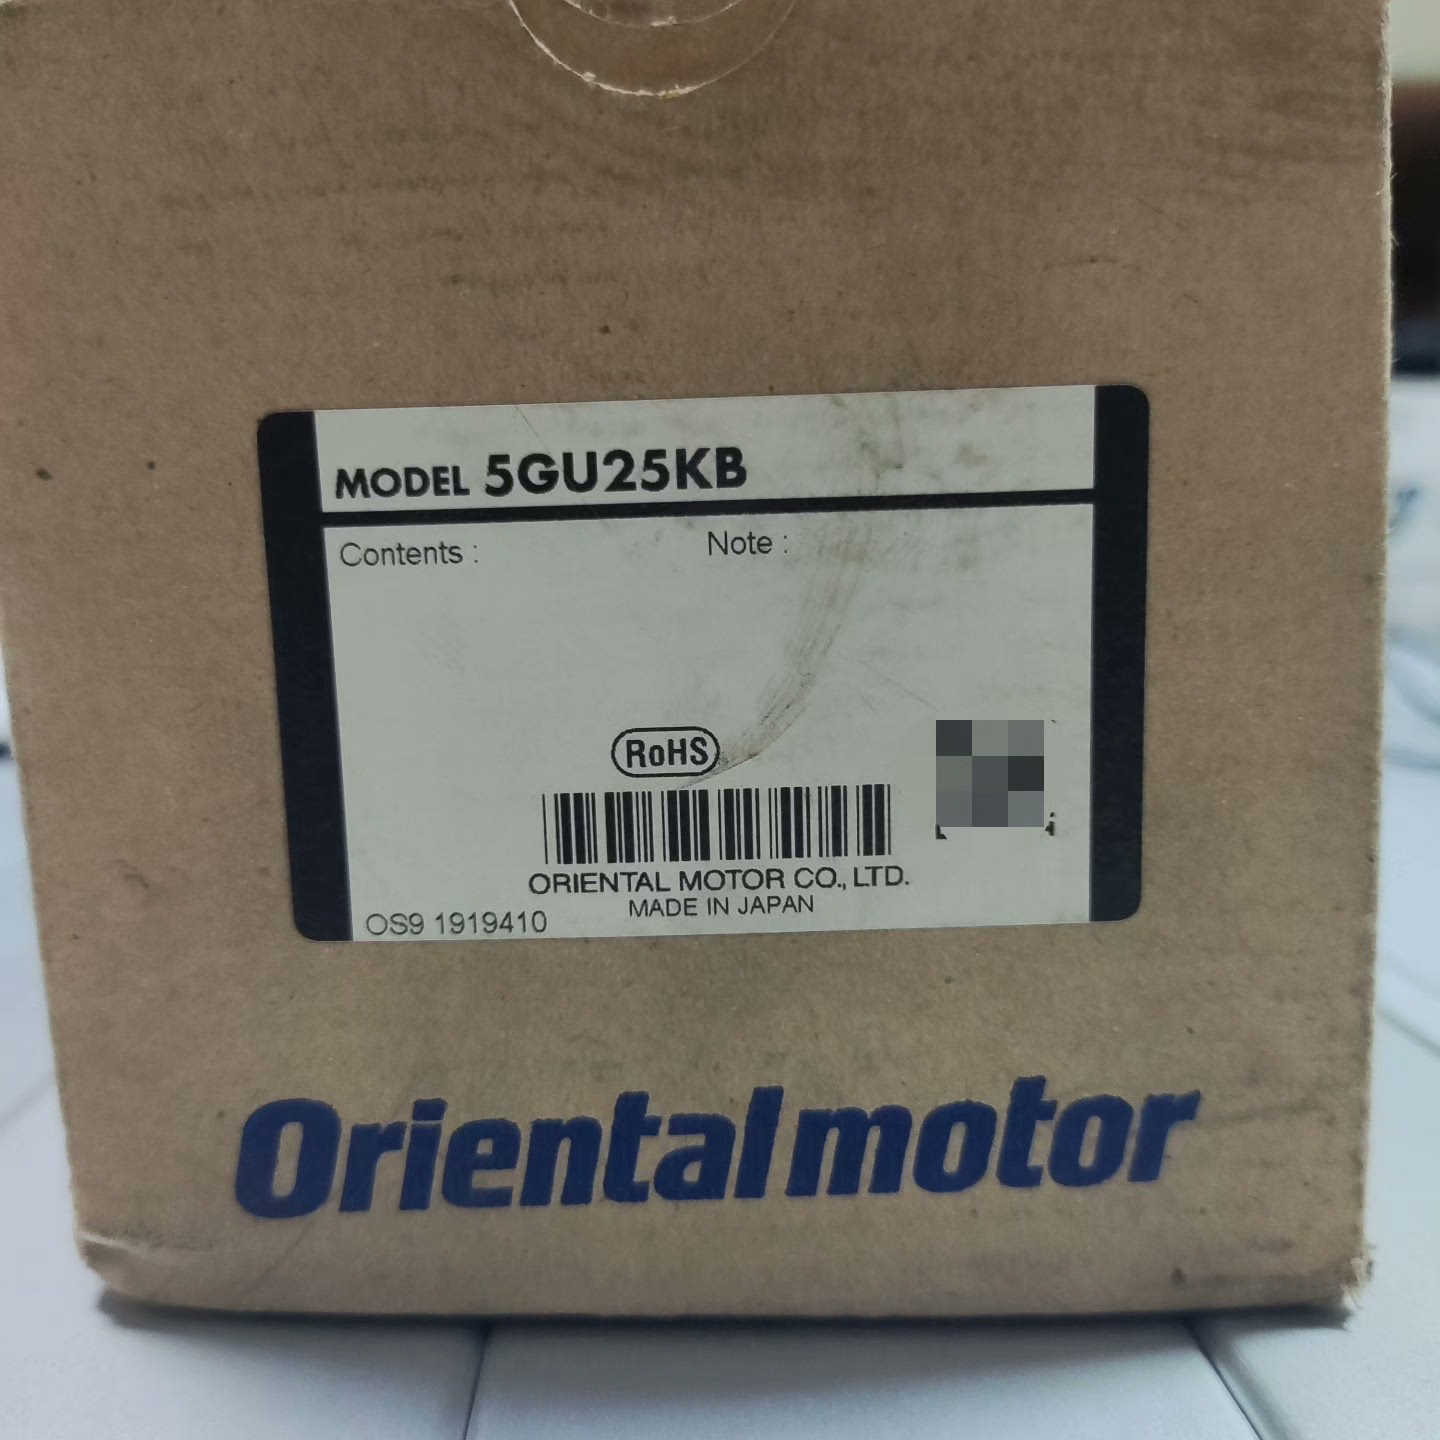 MODEL 5GU25KB
Contents :
Note :
RoHS
ORIENTAL MOTOR CO., LTD.
MADE IN JAPAN
OS9 1919410
Orientalmotor